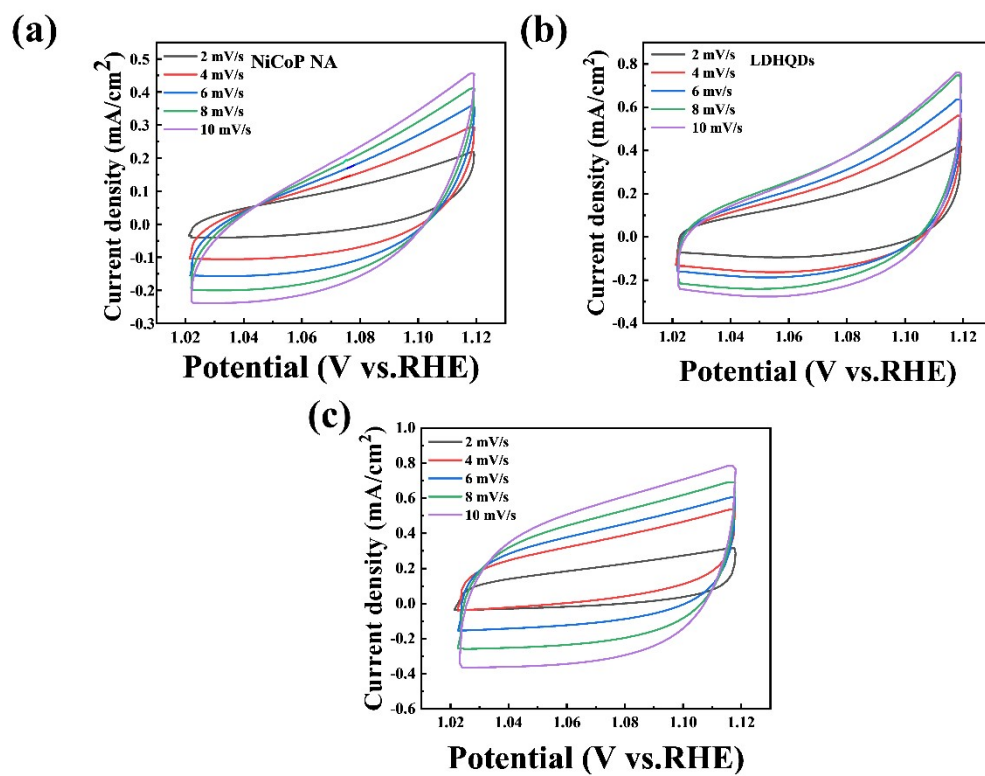 (a)
2 mV/s
4 mV/s
6 mV/s
8 mV/s
10 mV/s
NiCoP NA
0.5
0.4
0.3
0.2
0.1
0.0
-0.1
-0.2
-0.3
Current density (mA/cm²)
1.02 1.04 1.06 1.08 1.10 1.12
Potential (V vs.RHE)
(b)
2 mV/s
4 mV/s
6 mv/s
8 mV/s
10 mV/s
LDHQDs
0.8
0.4
0.0
-0.4
Current density (mA/cm²)
1.02 1.04 1.06 1.08 1.10 1.12
Potential (V vs.RHE)
(c)
2 mV/s
4 mV/s
6 mV/s
8 mV/s
10 mV/s
1.0
0.8
0.6
0.4
0.2
0.0
-0.2
-0.4
-0.6
Current density (mA/cm²)
1.02 1.04 1.06 1.08 1.10 1.12
Potential (V vs.RHE)